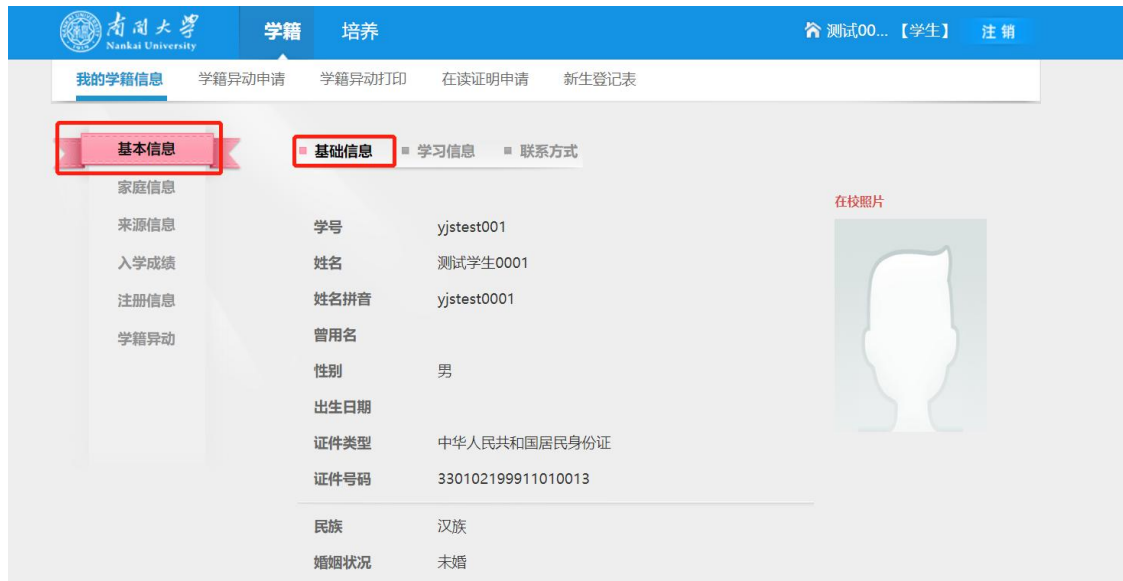 南开大学 学籍 培养 测试00... 【学生】 注销
Nankai University
我的学籍信息 学籍异动申请 学籍异动打印 在读证明申请 新生登记表
基本信息 基础信息 学习信息 联系方式
家庭信息
在校照片
来源信息 学号 yjstest001
入学成绩 姓名 测试学生0001
注册信息 姓名拼音 yjstest0001
学籍异动 曾用名
性别 男
出生日期
证件类型 中华人民共和国居民身份证
证件号码 330102199911010013
民族 汉族
婚姻状况 未婚